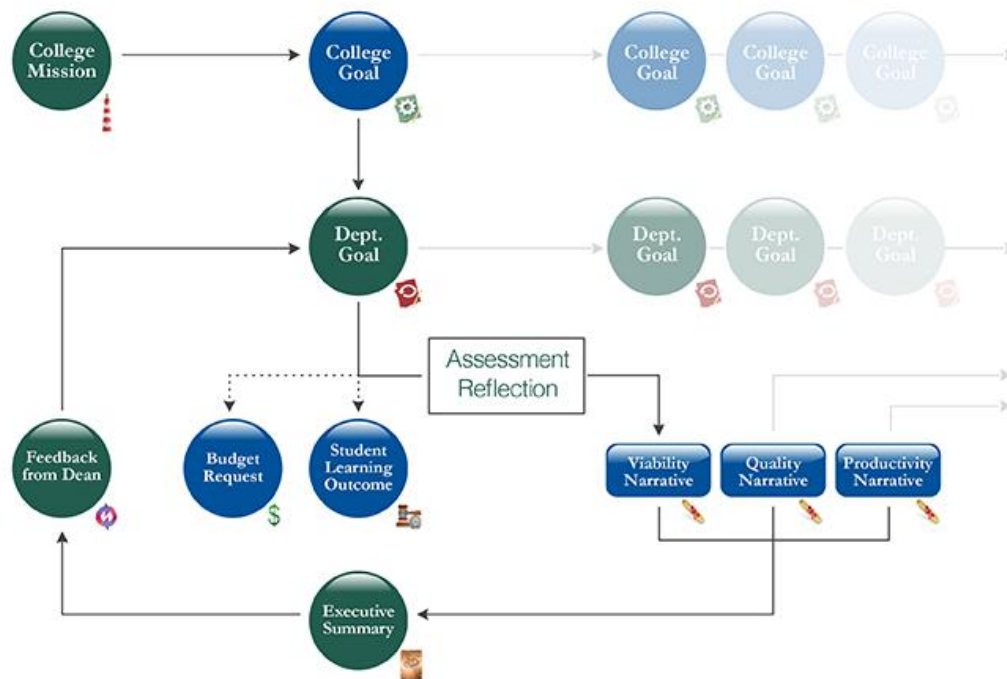 College
Mission
College
Goal
College
Goal
College
Goal
College
Goal
Dept.
Goal
Dept.
Goal
Dept.
Goal
Dept.
Goal
Assessment
Reflection
Feedback
from Dean
Budget
Request
$
Student
Learning
Outcome
Viability
Narrative
Quality
Narrative
Productivity
Narrative
Executive
Summary